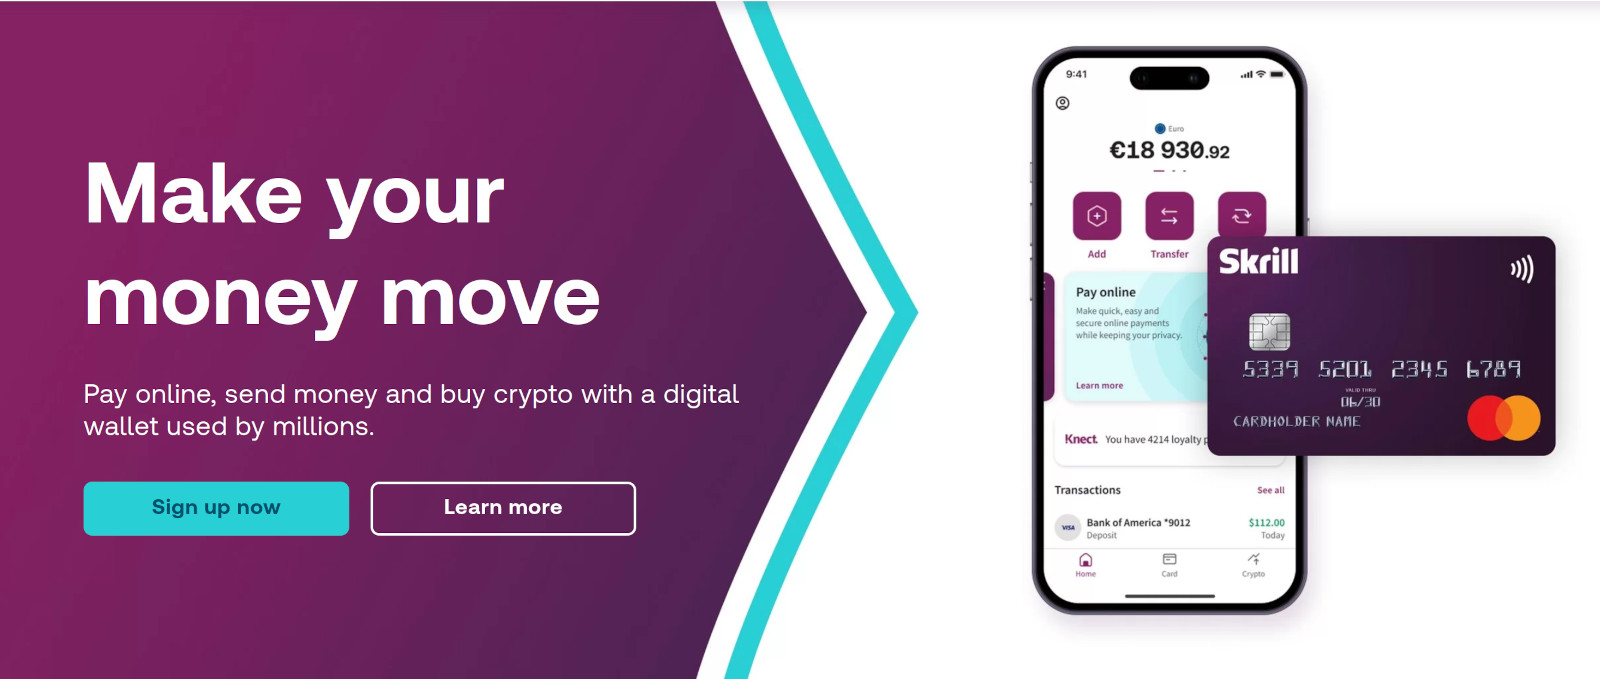 Make your
money move
Pay online, send money and buy crypto with a digital
wallet used by millions.
Sign up now
Learn more
9:41
Euro
€18 930.92
Add
Transfer
Pay online
Make quick, easy and
secure online payments
while keeping your privacy.
Learn more
Knect. You have 4214 loyalty
Transactions
See all
VISA
Bank of America *9012
$112.00
Deposit
Today
Home
Card
Crypto
Skrill
5339 5201 2345 6789
VALID THRU
06/30
CARDHOLDER NAME